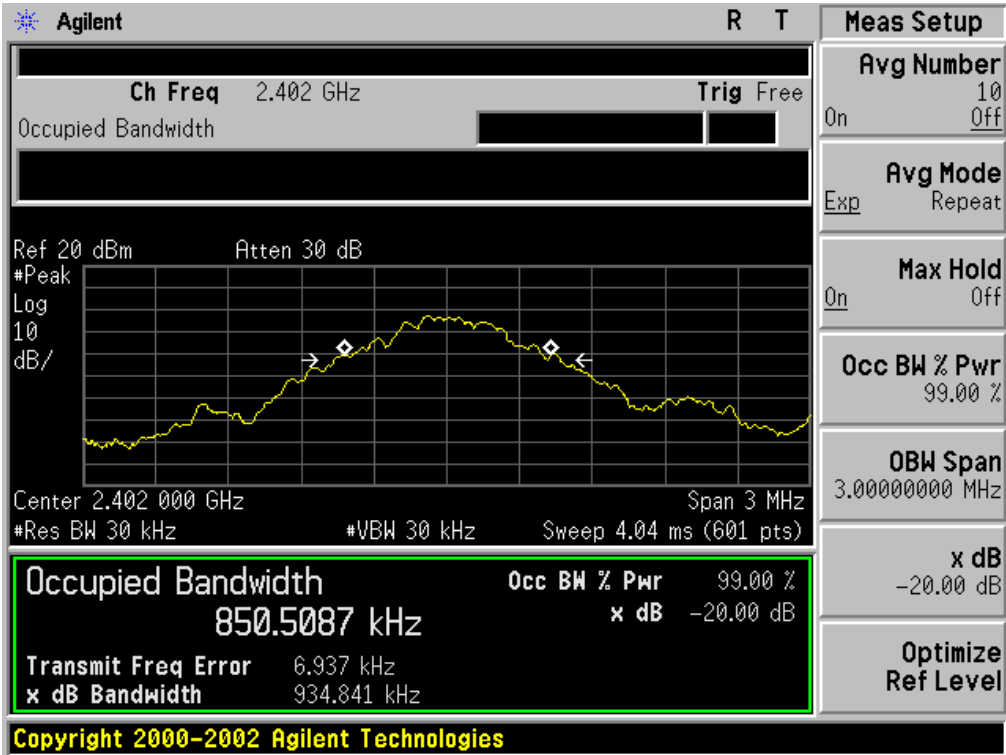 Agilent R T
Meas Setup
Ch Freq 2.402 GHz Trig Free
Occupied Bandwidth
Ref 20 dBm Atten 30 dB
#Peak
Log
10
dB/
Center 2.402 000 GHz Span 3 MHz
#Res BW 30 kHz #VBW 30 kHz Sweep 4.04 ms (601 pts)
Occupied Bandwidth
850.5087 kHz
Occ BW % Pwr 99.00 %
x dB -20.00 dB
Transmit Freq Error 6.937 kHz
x dB Bandwidth 934.841 kHz
Avg Number
10
On Off
Avg Mode
Exp Repeat
Max Hold
On Off
Occ BW % Pwr
99.00 %
OBW Span
3.00000000 MHz
x dB
-20.00 dB
Optimize
Ref Level
Copyright 2000-2002 Agilent Technologies